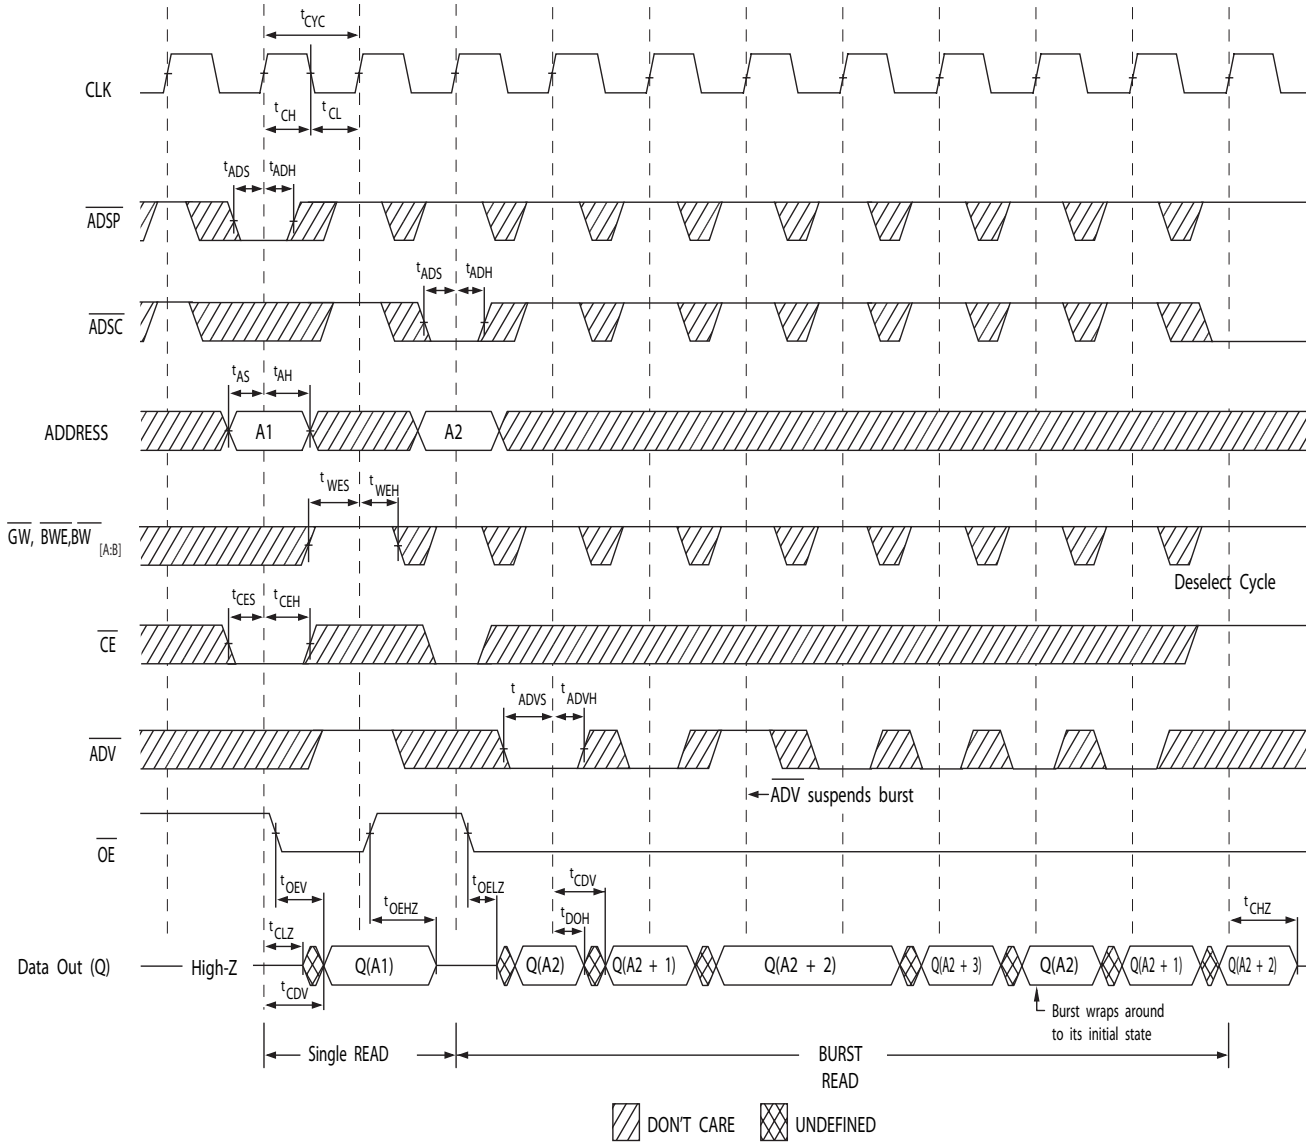 tCYC
CLK
tCH
tCL
tADS
tADH
ADSP
tADS
tADH
ADSC
tAS
tAH
ADDRESS
A1
A2
tWES
tWEH
GW, BWE,BW [A:B]
Deselect Cycle
tCES
tCEH
CE
tADVS
tADVH
ADV
ADV suspends burst
OE
tOEV
tOEHZ
tOELZ
tCDV
tCLZ
tDOH
tCHZ
Data Out (Q)
High-Z
Q(A1)
Q(A2)
Q(A2 + 1)
Q(A2 + 2)
Q(A2 + 3)
Q(A2)
Q(A2 + 1)
Q(A2 + 2)
tCDV
Burst wraps around
to its initial state
Single READ
BURST
READ
DON'T CARE
UNDEFINED